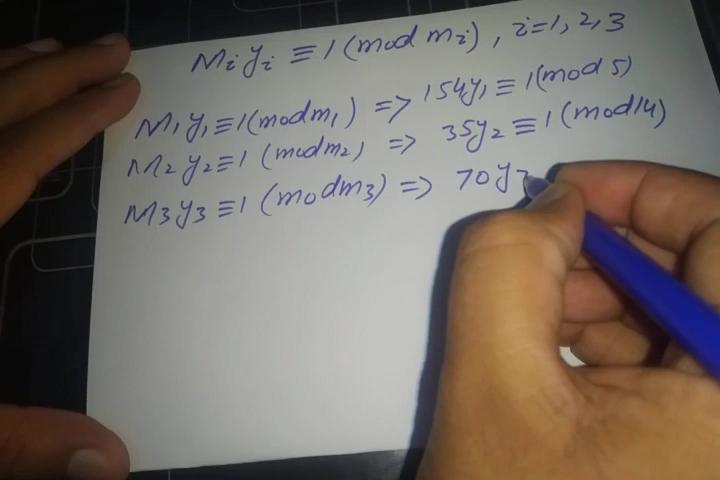 Miyi ≡ 1 (mod mi), i=1, 2, 3
M1y1 ≡ 1 (mod m1) => 154y1 ≡ 1 (mod 5)
M2y2 ≡ 1 (mod m2) => 35y2 ≡ 1 (mod 14)
M3y3 ≡ 1 (mod m3) => 70y